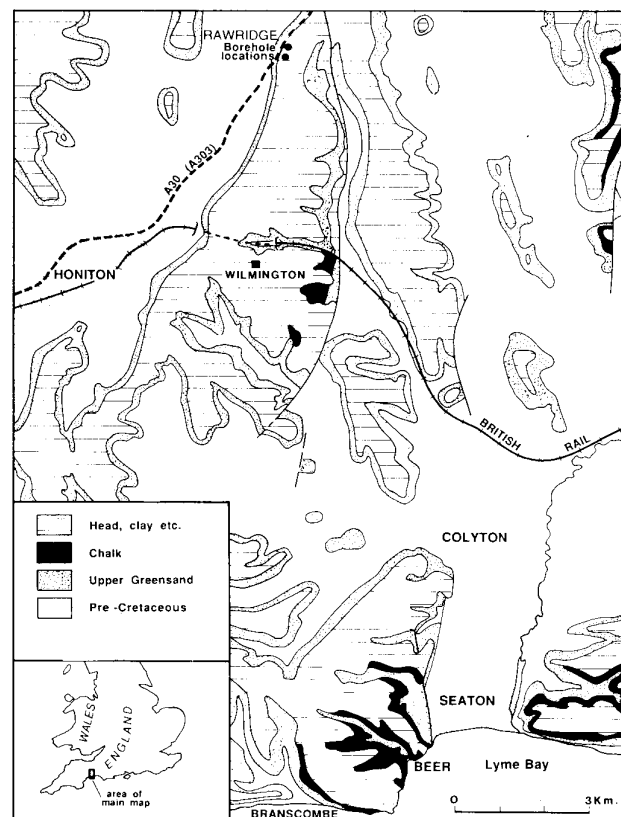 RAWRIDGE
Borehole
locations
A30 (A303)
HONITON
WILMINGTON
BRITISH
RAIL
COLYTON
Head, clay etc.
Chalk
Upper Greensand
Pre-Cretaceous
SEATON
WALES
ENGLAND
area of
main map
BEER
Lyme Bay
0 3Km.
BRANSCOMBE